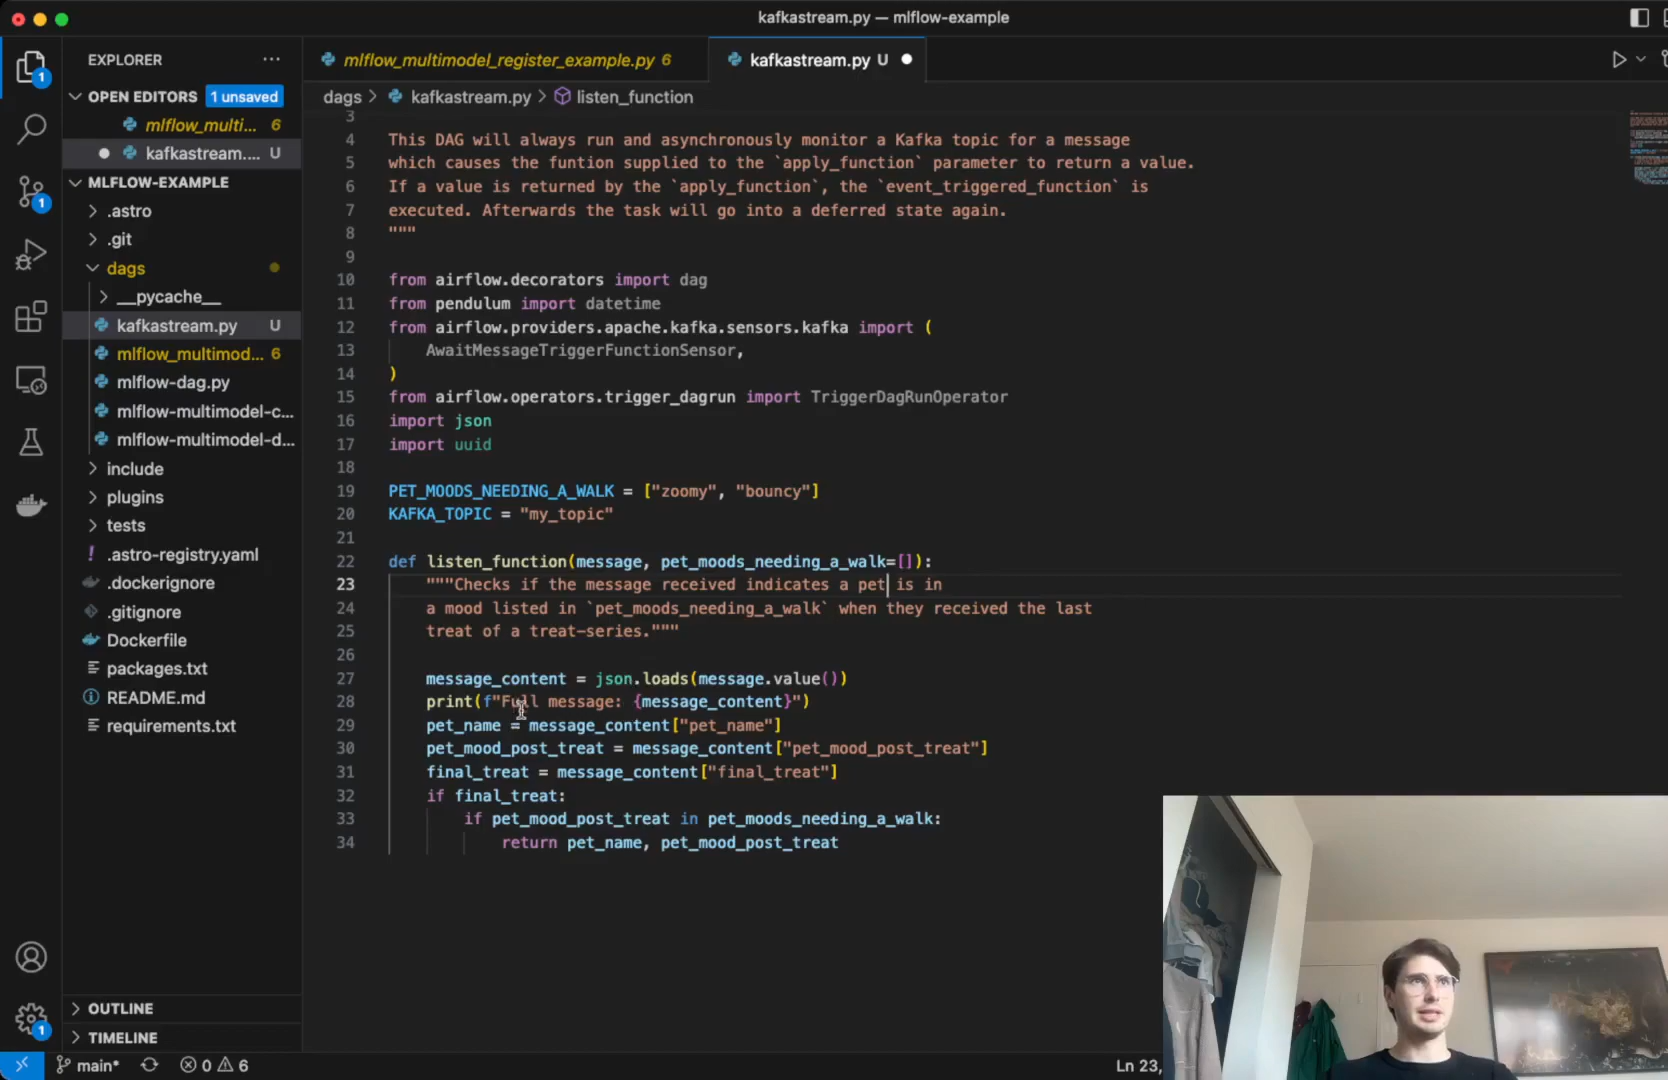 kafkastream.py — mlflow-example
EXPLORER
mlflow_multimodel_register_example.py 6
kafkastream.py U
OPEN EDITORS 1 unsaved
dags > kafkastream.py > listen_function
mlflow_multi... 6
kafkastream.... U
MLFLOW-EXAMPLE
.astro
.git
dags
__pycache__
kafkastream.py U
mlflow_multimod... 6
mlflow-dag.py
mlflow-multimodel-c...
mlflow-multimodel-d...
include
plugins
tests
.astro-registry.yaml
.dockerignore
.gitignore
Dockerfile
packages.txt
README.md
requirements.txt
OUTLINE
TIMELINE
1
1
1
3
4 This DAG will always run and asynchronously monitor a Kafka topic for a message
5 which causes the funtion supplied to the `apply_function` parameter to return a value.
6 If a value is returned by the `apply_function`, the `event_triggered_function` is
7 executed. Afterwards the task will go into a deferred state again.
8 """
9
10 from airflow.decorators import dag
11 from pendulum import datetime
12 from airflow.providers.apache.kafka.sensors.kafka import (
13 AwaitMessageTriggerFunctionSensor,
14 )
15 from airflow.operators.trigger_dagrun import TriggerDagRunOperator
16 import json
17 import uuid
18
19 PET_MOODS_NEEDING_A_WALK = ["zoomy", "bouncy"]
20 KAFKA_TOPIC = "my_topic"
21
22 def listen_function(message, pet_moods_needing_a_walk=[]):
23 """Checks if the message received indicates a pet is in
24 a mood listed in `pet_moods_needing_a_walk` when they received the last
25 treat of a treat-series."""
26
27 message_content = json.loads(message.value())
28 print(f"Full message: {message_content}")
29 pet_name = message_content["pet_name"]
30 pet_mood_post_treat = message_content["pet_mood_post_treat"]
31 final_treat = message_content["final_treat"]
32 if final_treat:
33 if pet_mood_post_treat in pet_moods_needing_a_walk:
34 return pet_name, pet_mood_post_treat
main* 0 6 Ln 23,